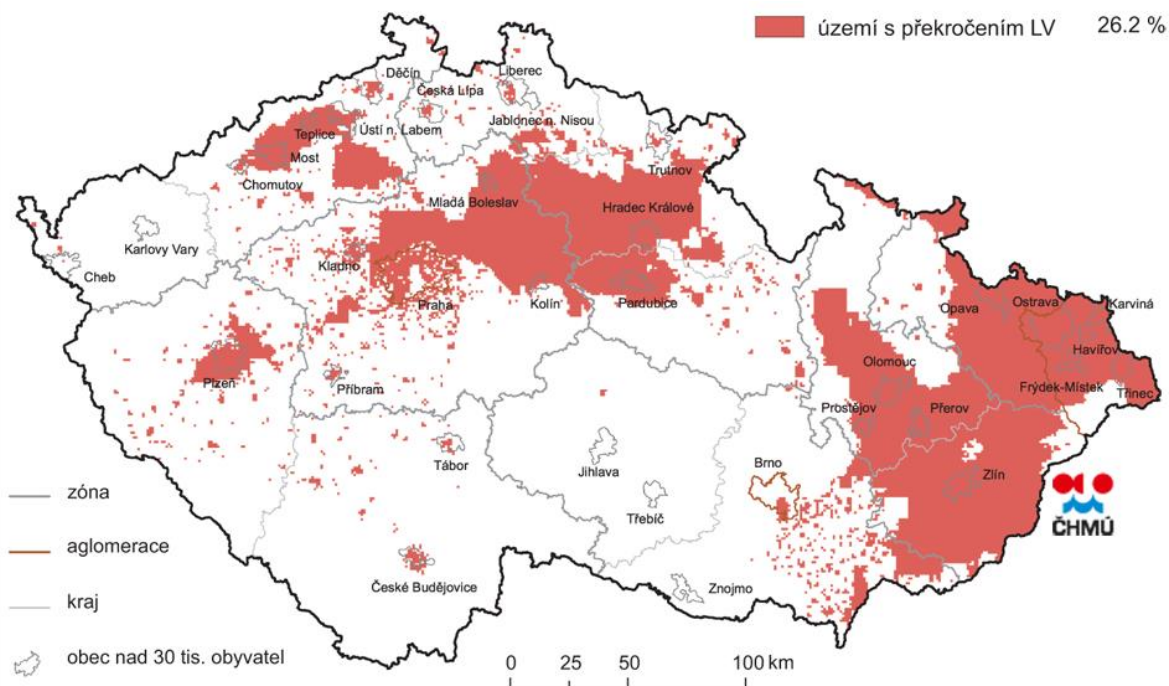 území s překročením LV 26.2 %
Děčín
Liberec
Česká Lípa
Jablonec n. Nisou
Teplice
Ústí n. Labem
Most
Trutnov
Chomutov
Mladá Boleslav
Hradec Králové
Karlovy Vary
Kladno
Cheb
Praha
Kolín
Pardubice
Opava
Ostrava
Karviná
Havířov
Olomouc
Plzeň
Příbram
Frýdek-Místek
Třinec
Prostějov
Přerov
Tábor
Jihlava
Brno
Zlín
Třebíč
ČHMÚ
České Budějovice
Znojmo
zóna
aglomerace
kraj
obec nad 30 tis. obyvatel
0 25 50 100 km